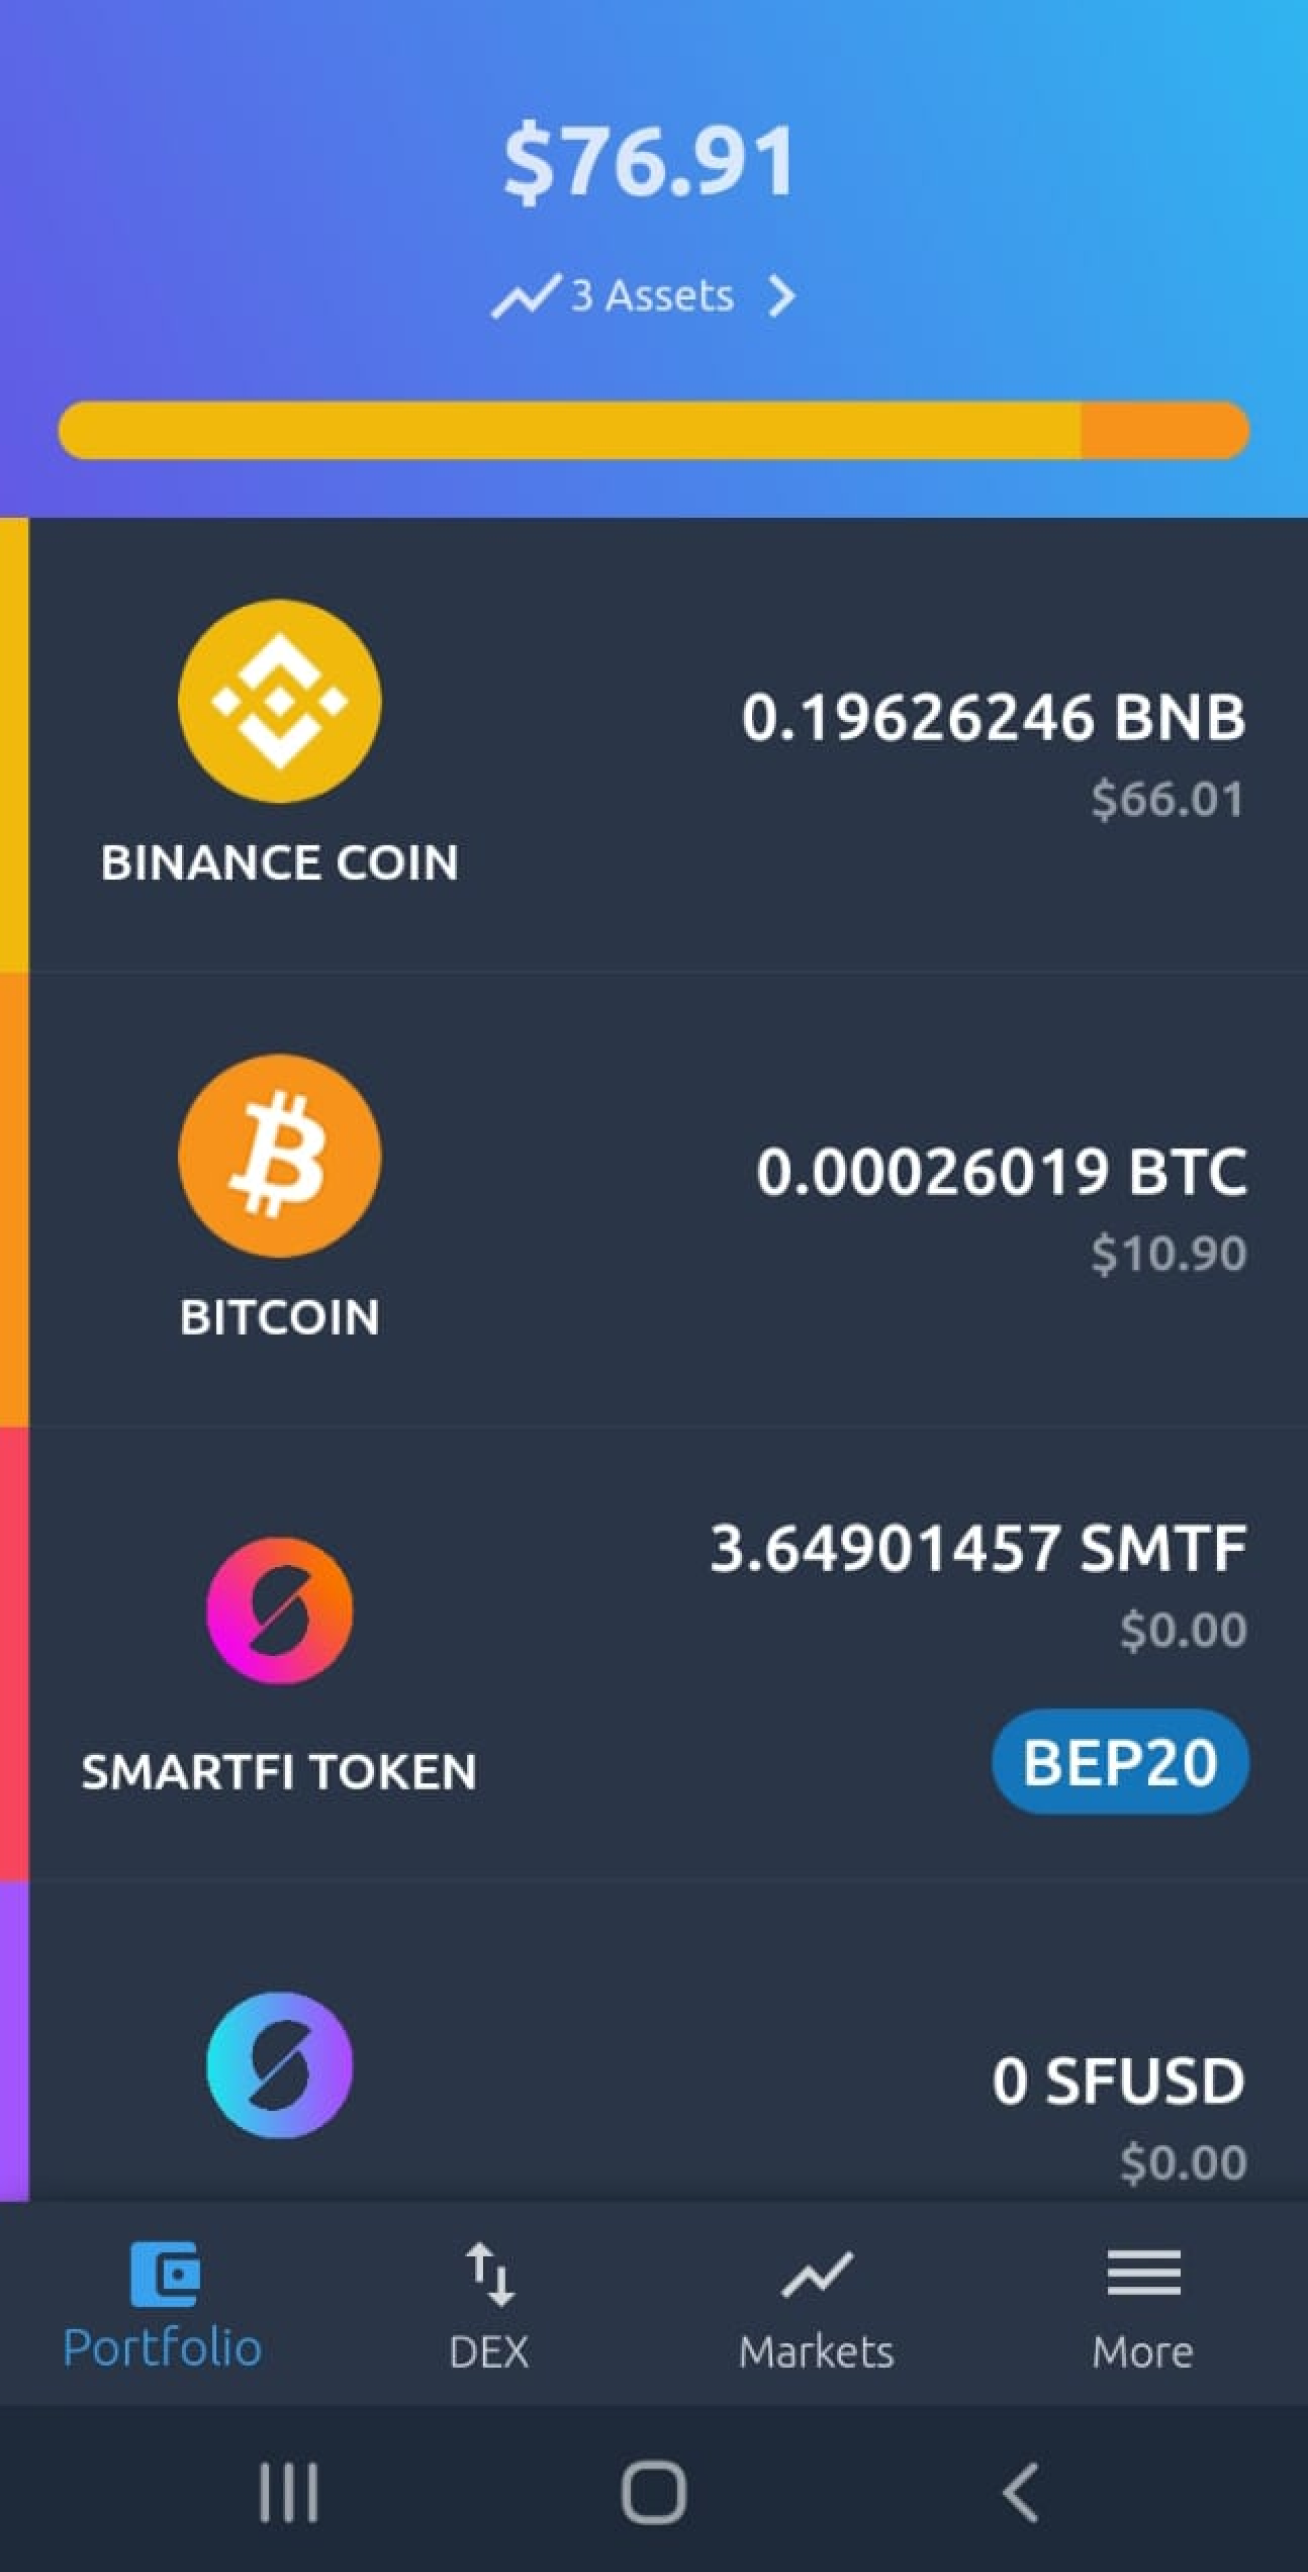 $76.91
3 Assets
0.19626246 BNB
$66.01
BINANCE COIN
0.00026019 BTC
$10.90
BITCOIN
3.64901457 SMTF
$0.00
SMARTFI TOKEN
BEP20
0 SFUSD
$0.00
Portfolio
DEX
Markets
More